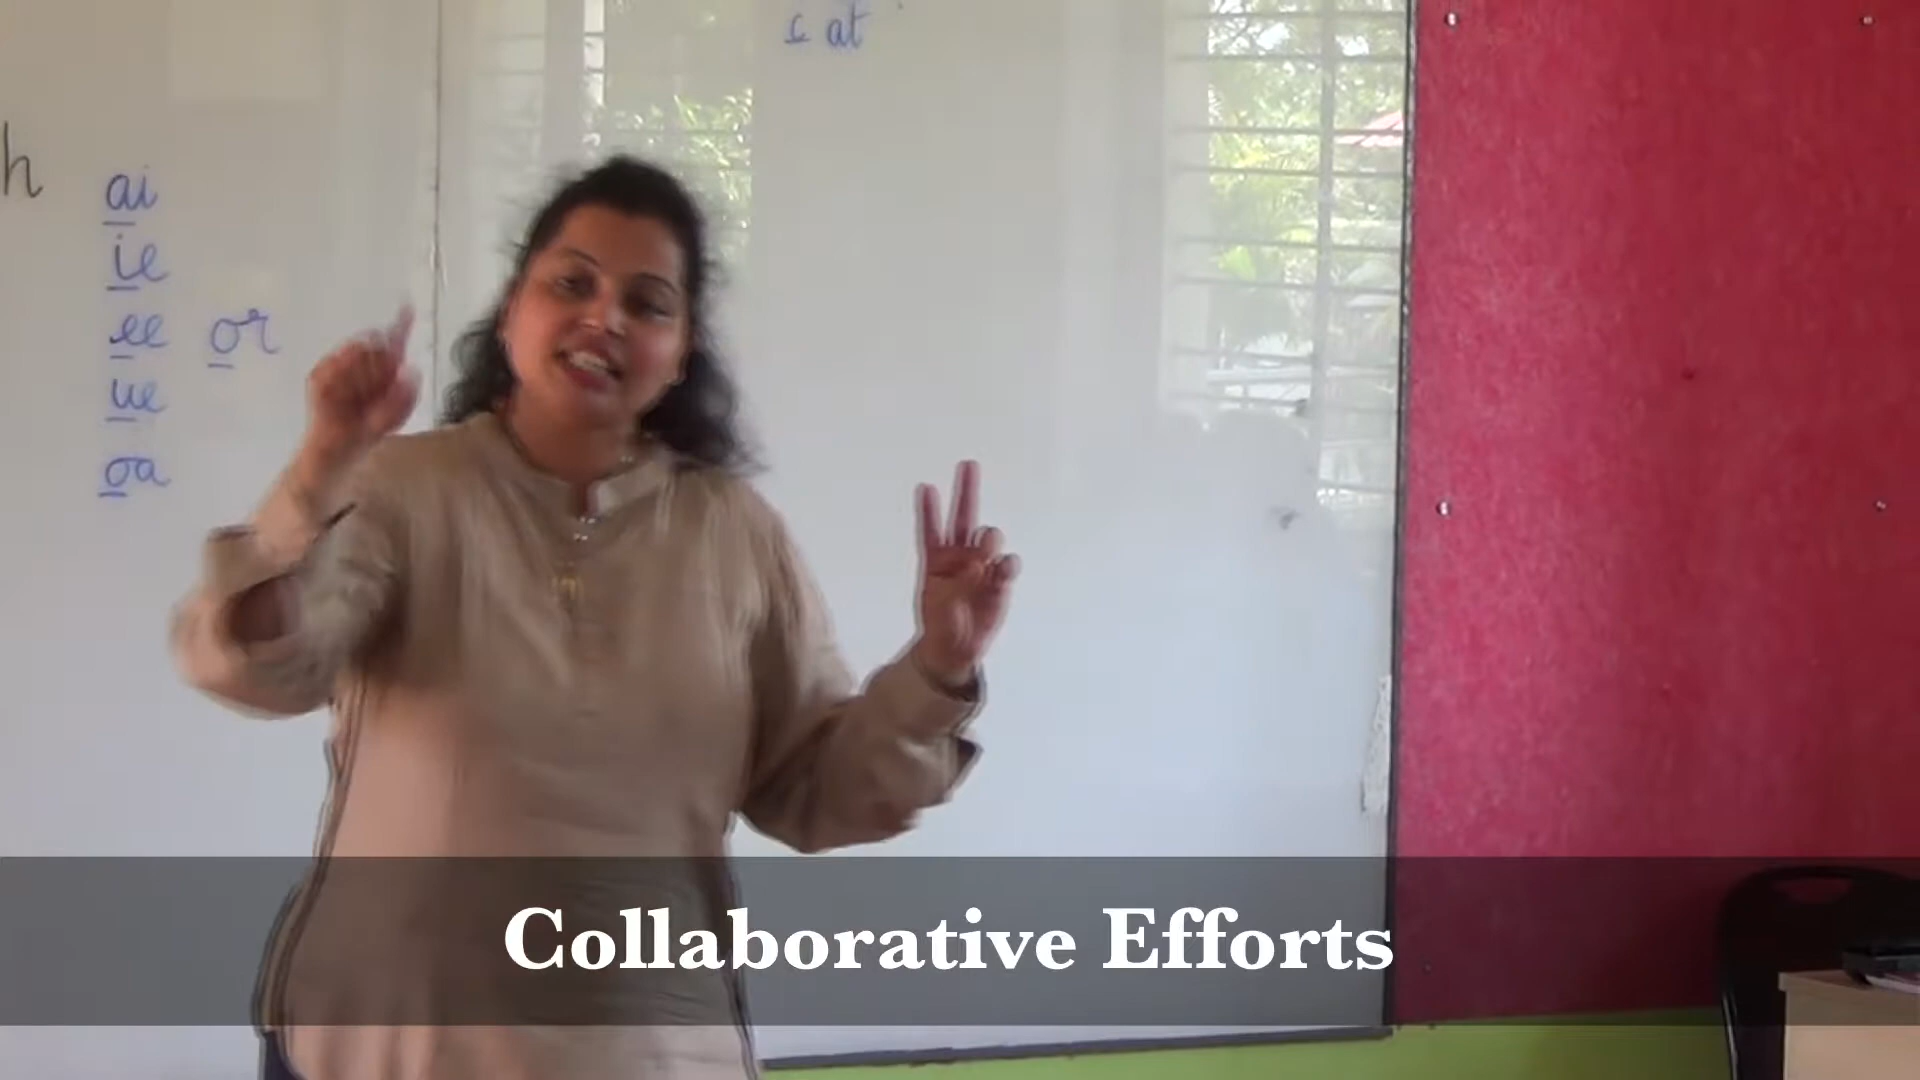 c at
h
ai
ie
ee or
ue
oa
Collaborative Efforts